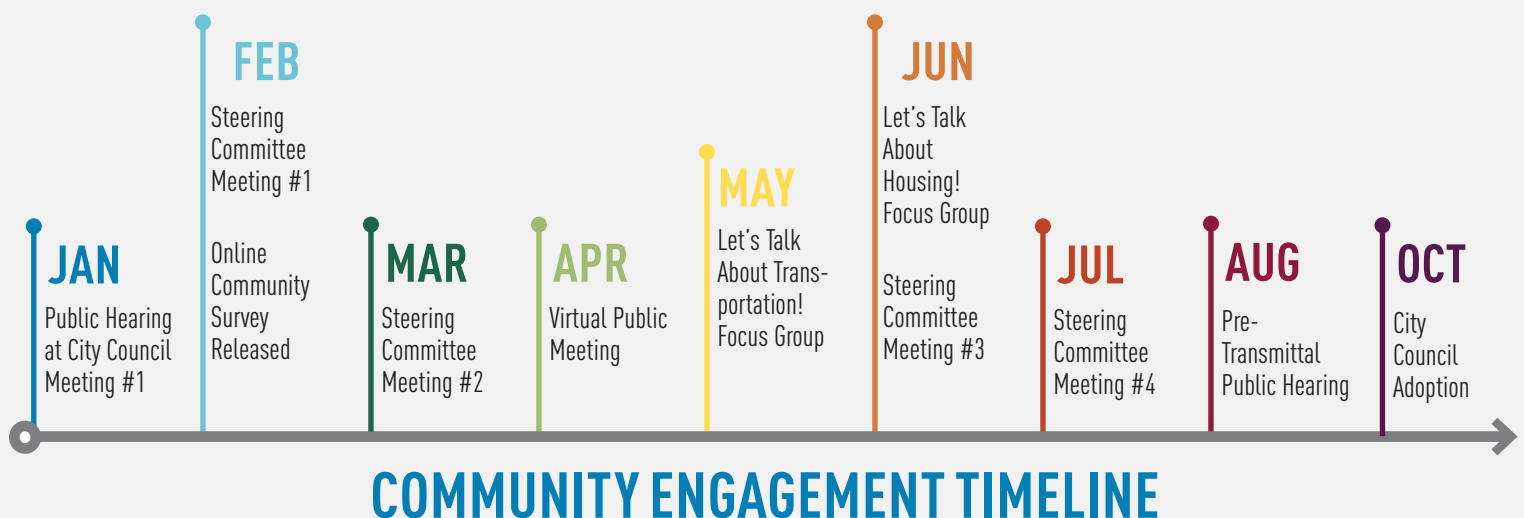 JAN
Public Hearing
at City Council
Meeting #1
FEB
Steering
Committee
Meeting #1
Online
Community
Survey
Released
MAR
Steering
Committee
Meeting #2
APR
Virtual Public
Meeting
MAY
Let's Talk
About Trans-
portation!
Focus Group
JUN
Let's Talk
About
Housing!
Focus Group
Steering
Committee
Meeting #3
JUL
Steering
Committee
Meeting #4
AUG
Pre-
Transmittal
Public Hearing
OCT
City
Council
Adoption
COMMUNITY ENGAGEMENT TIMELINE